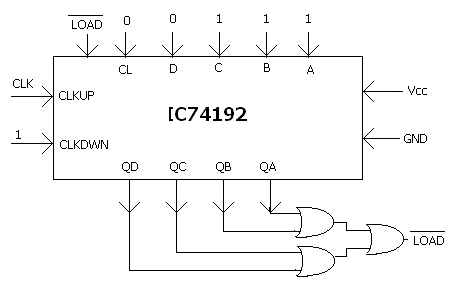 LOAD 0 0 1 1 1
CL D C B A
CLK CLKUP Vcc
IC74192
1 CLKDWN GND
QD QC QB QA
LOAD